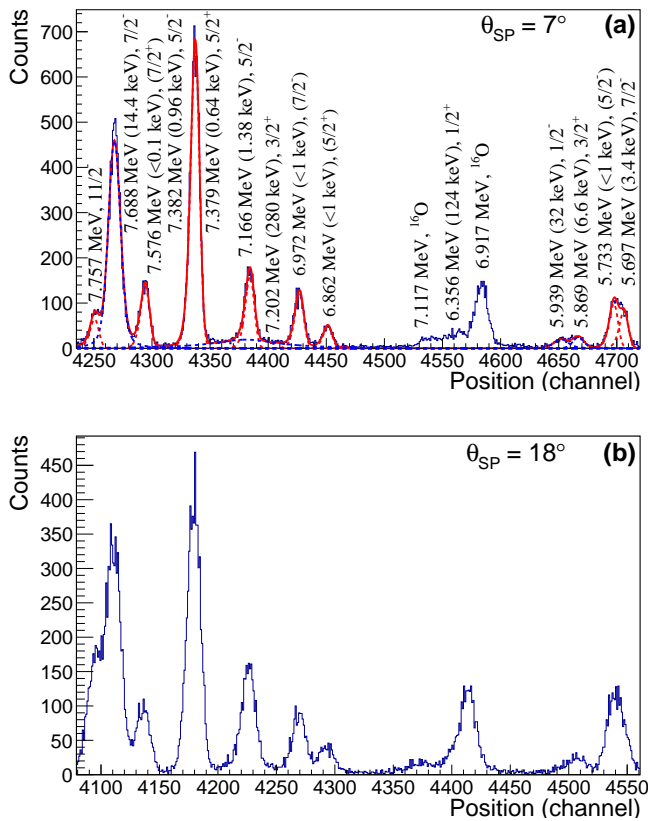 θSP = 7° (a)
Counts
700
600
500
400
300
200
100
0
7.757 MeV, 11/2⁻
7.688 MeV (14.4 keV), 7/2⁻
7.576 MeV (<0.1 keV), (7/2⁺)
7.382 MeV (0.96 keV), 5/2⁻
7.379 MeV (0.64 keV), 5/2⁺
7.166 MeV (1.38 keV), 5/2⁻
7.202 MeV (280 keV), 3/2⁺
6.972 MeV (<1 keV), (7/2⁻)
6.862 MeV (<1 keV), (5/2⁺)
7.117 MeV, ¹⁶O
6.356 MeV (124 keV), 1/2⁺
6.917 MeV, ¹⁶O
5.939 MeV (32 keV), 1/2⁻
5.869 MeV (6.6 keV), 3/2⁺
5.733 MeV (<1 keV), (5/2⁻)
5.697 MeV (3.4 keV), 7/2⁻
4250 4300 4350 4400 4450 4500 4550 4600 4650 4700
Position (channel)
θSP = 18° (b)
Counts
450
400
350
300
250
200
150
100
50
0
4100 4150 4200 4250 4300 4350 4400 4450 4500 4550
Position (channel)